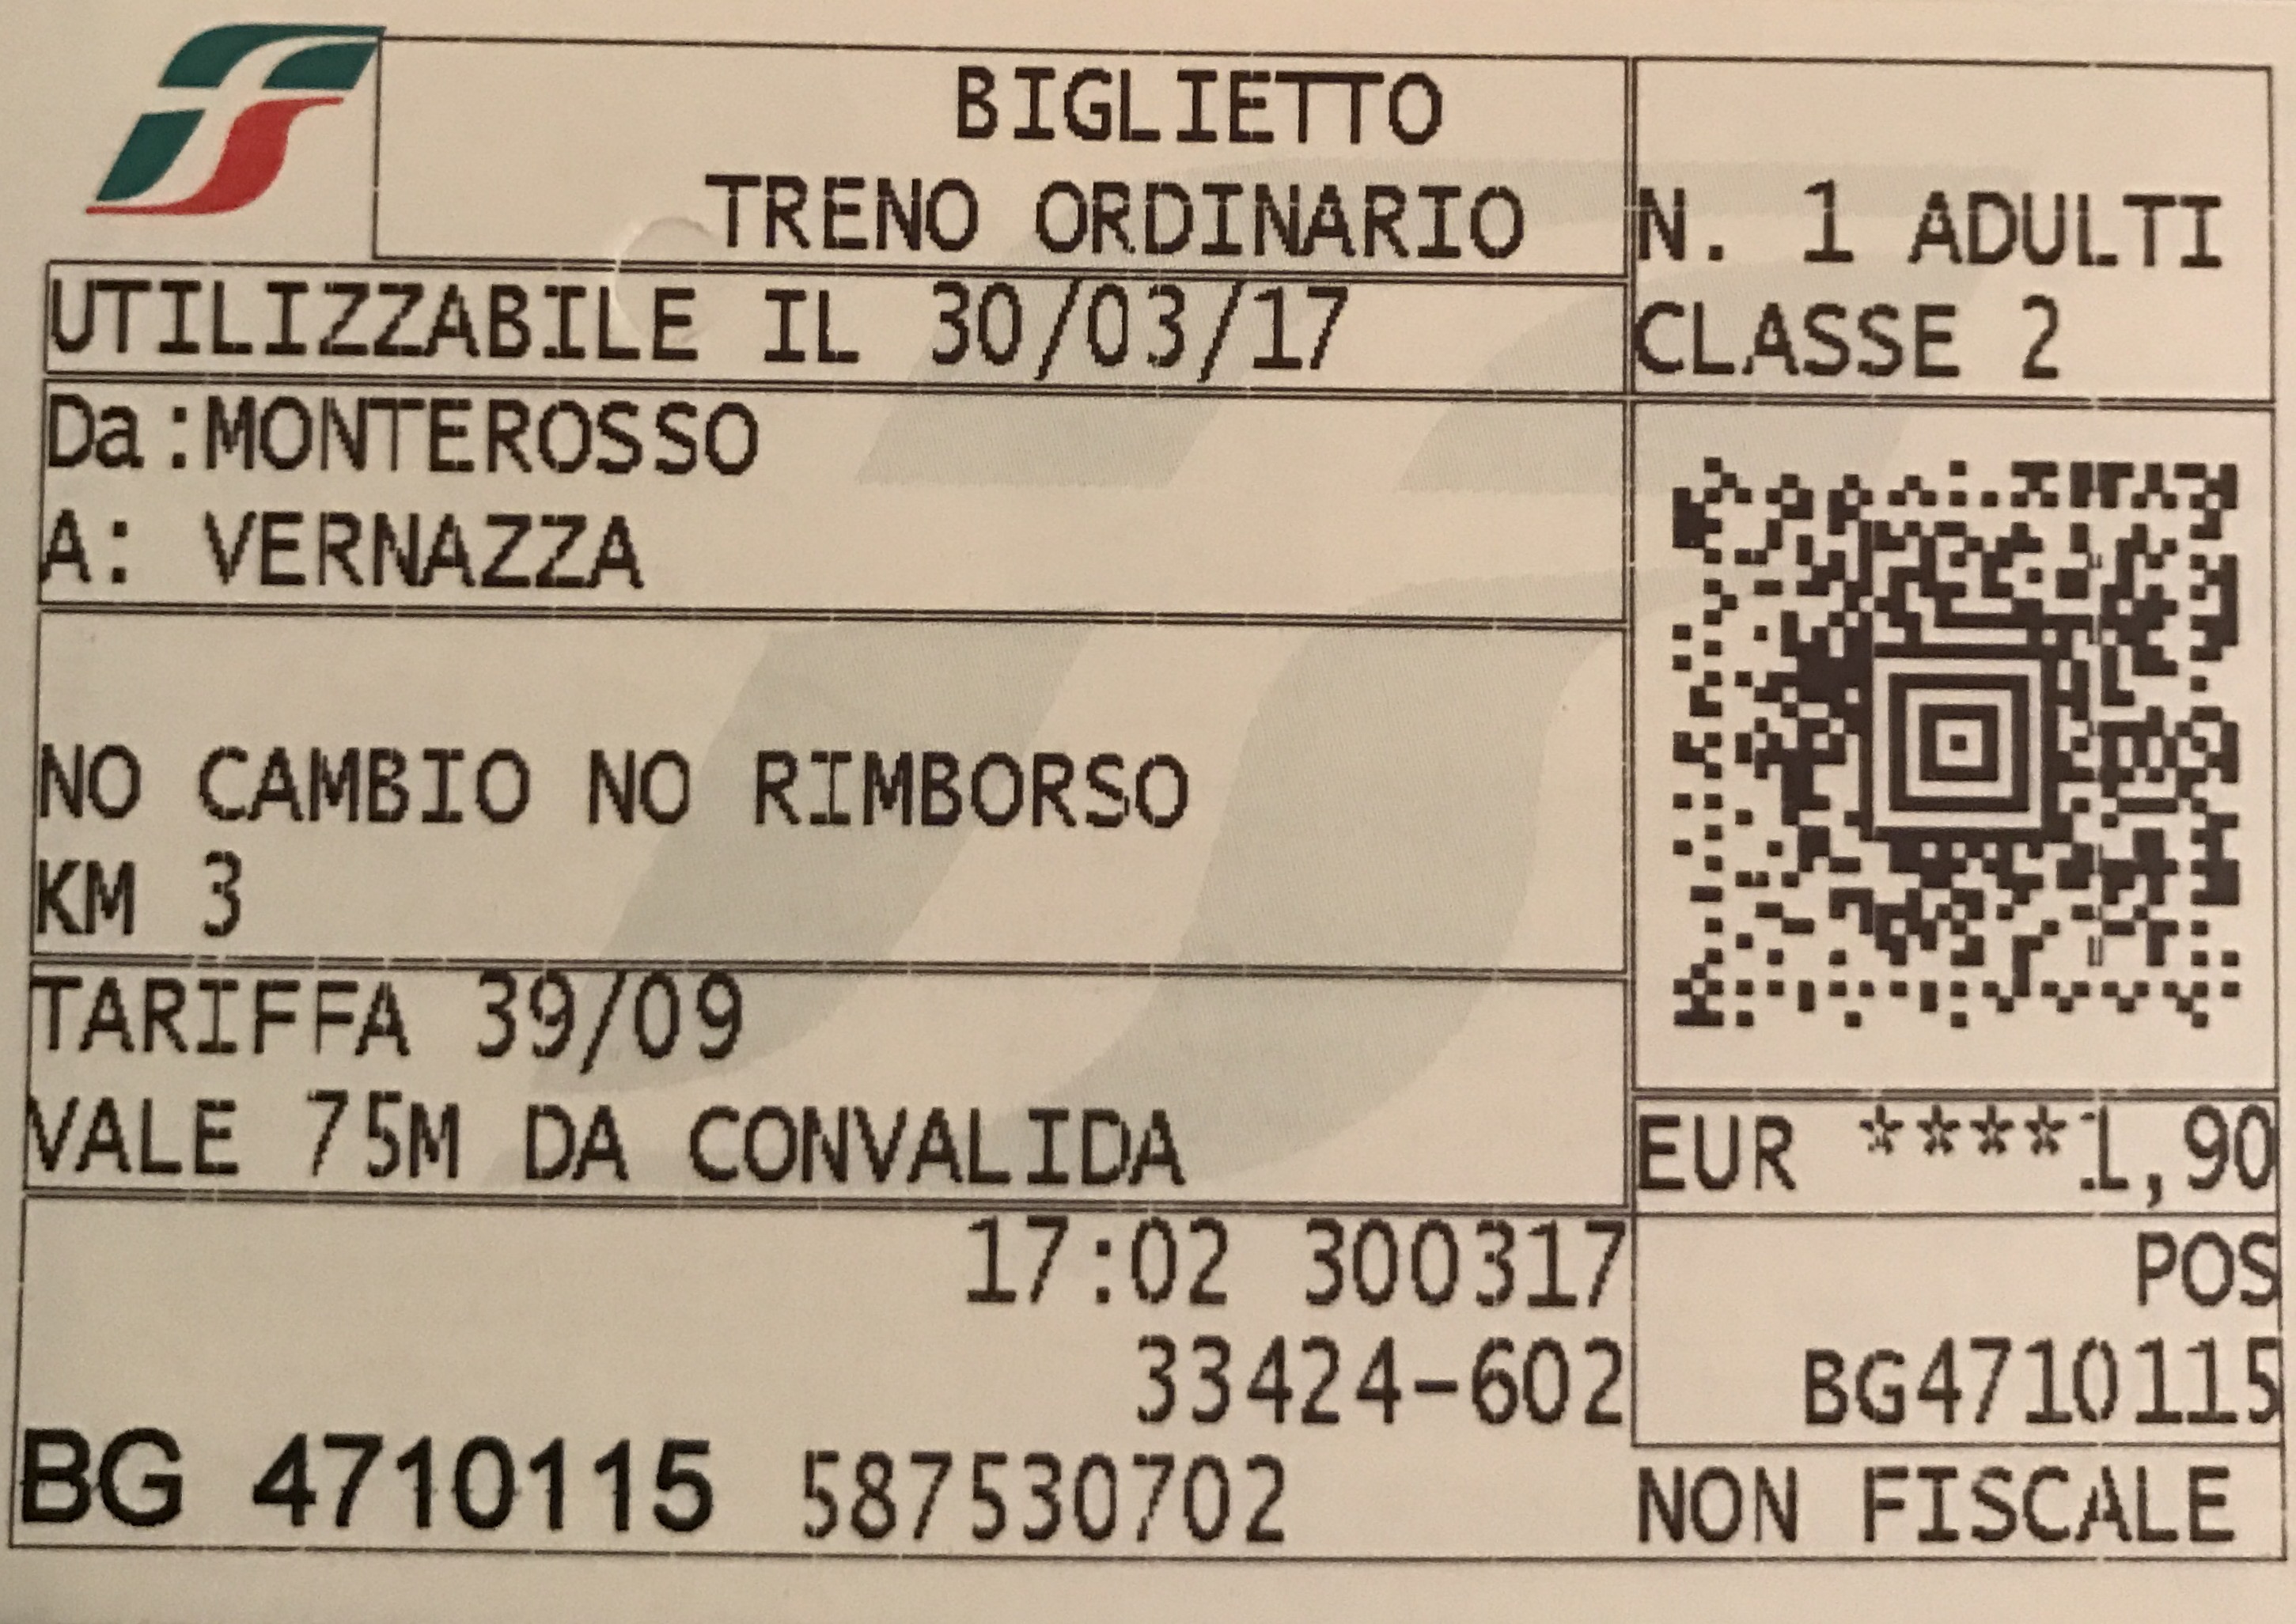 BIGLIETTO
TRENO ORDINARIO
N. 1 ADULTI
CLASSE 2
UTILIZZABILE IL 30/03/17
Da:MONTEROSSO
A: VERNAZZA
NO CAMBIO NO RIMBORSO
KM 3
TARIFFA 39/09
VALE 75M DA CONVALIDA
EUR ****1,90
17:02 300317
33424-602
POS
BG4710115
BG 4710115 587530702
NON FISCALE